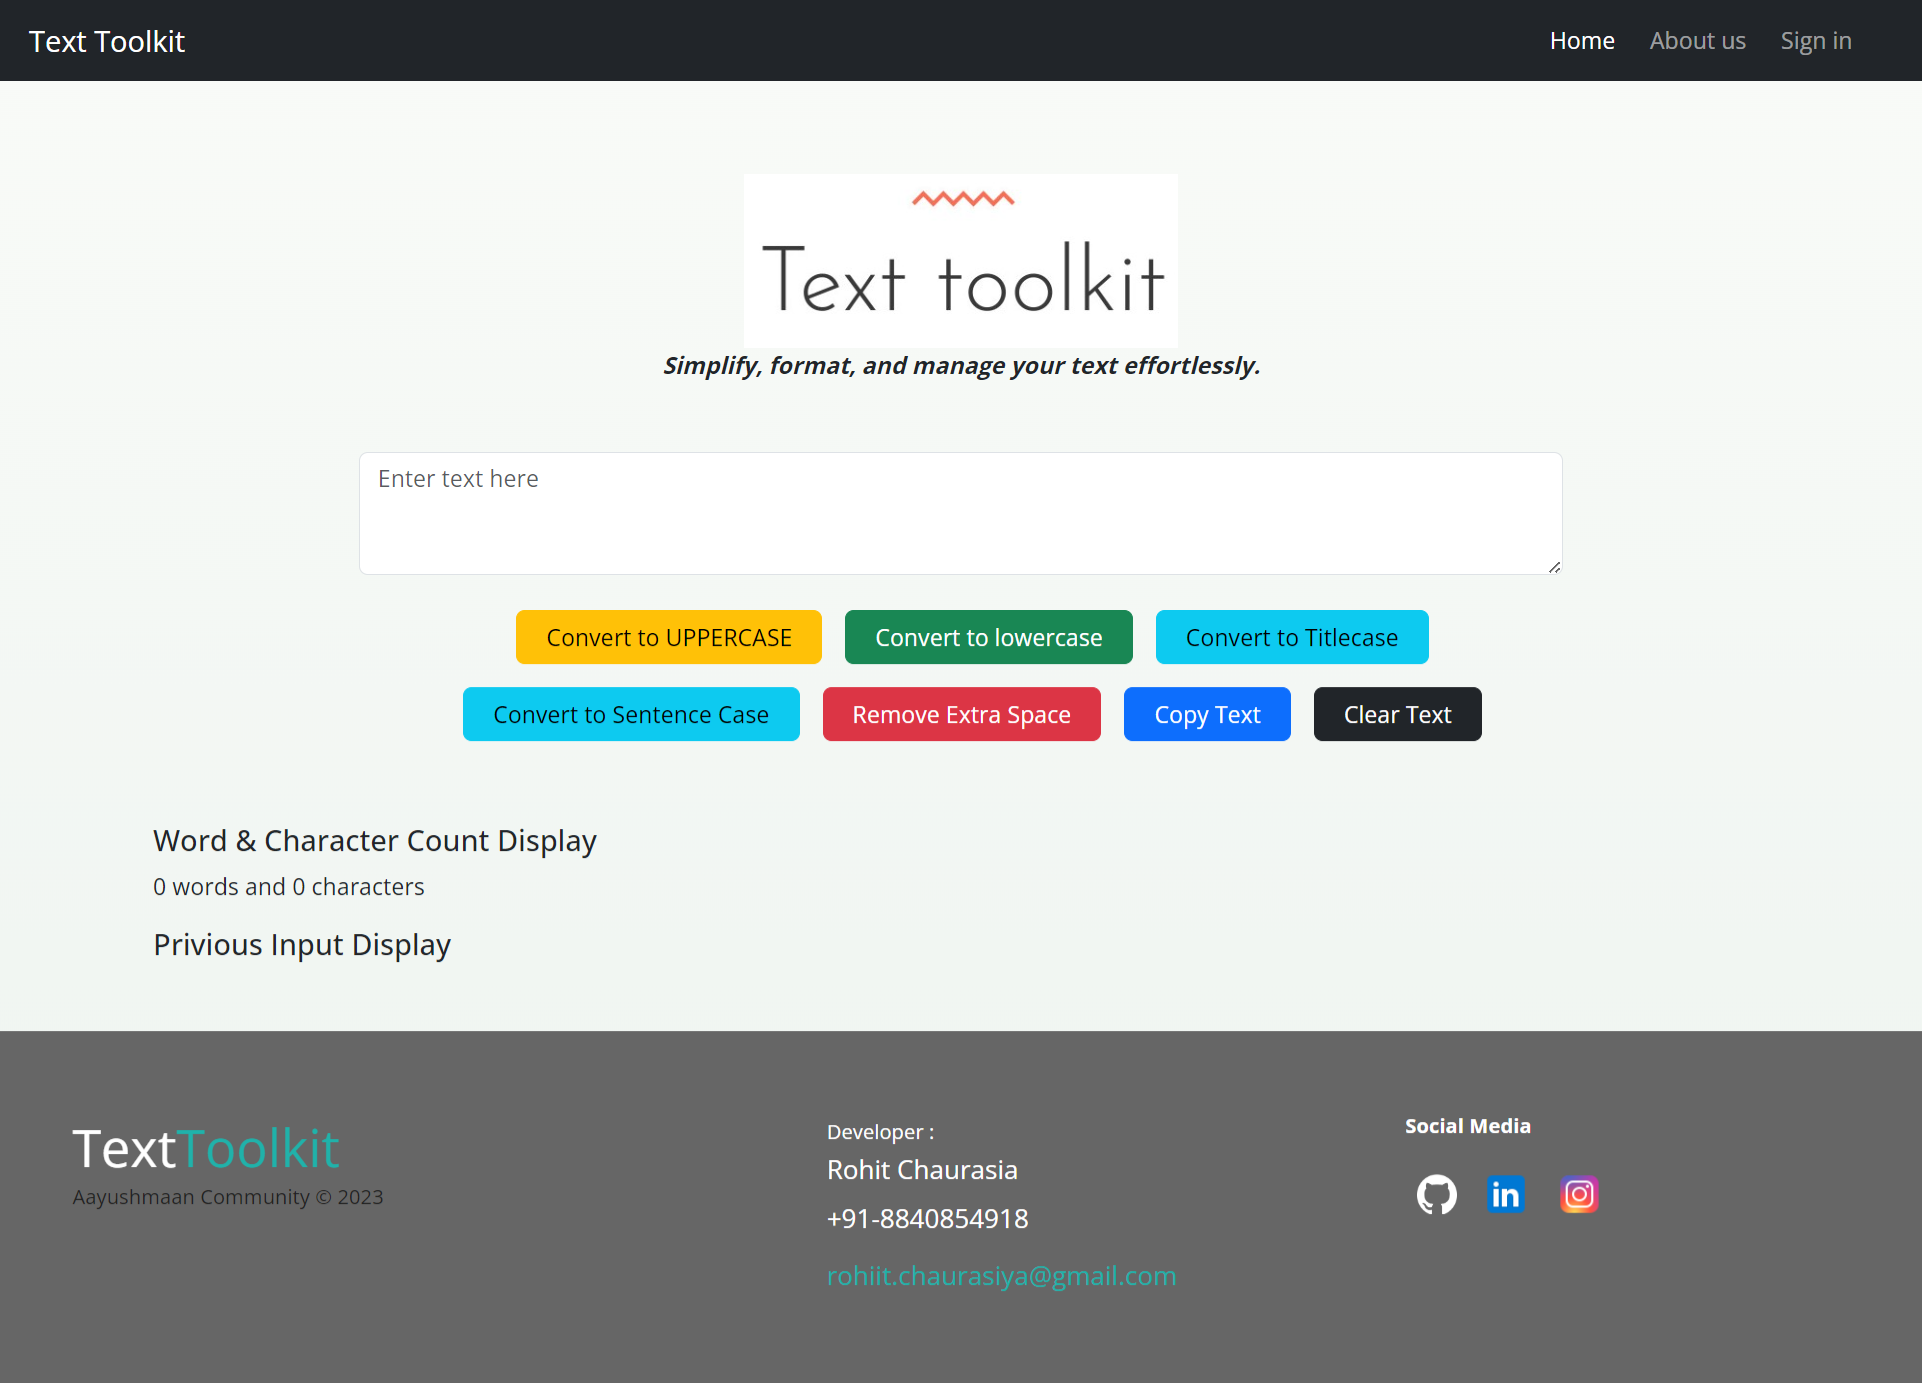 Text Toolkit
Home About us Sign in
Text toolkit
Simplify, format, and manage your text effortlessly.
Enter text here
Convert to UPPERCASE Convert to lowercase Convert to Titlecase
Convert to Sentence Case Remove Extra Space Copy Text Clear Text
Word & Character Count Display
0 words and 0 characters
Privious Input Display
TextToolkit
Aayushmaan Community © 2023
Developer :
Rohit Chaurasia
+91-8840854918
rohiit.chaurasiya@gmail.com
Social Media
in